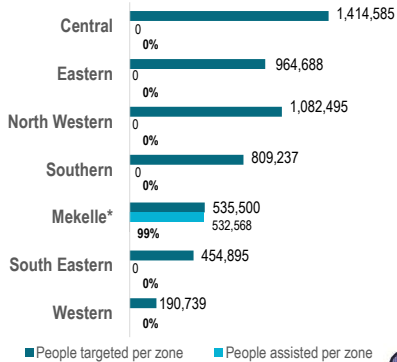 Central 1,414,585
0
0%
Eastern 964,688
0
0%
North Western 1,082,495
0
0%
Southern 809,237
0
0%
Mekelle* 535,500
532,568
99%
South Eastern 454,895
0
0%
Western 190,739
0%
People targeted per zone People assisted per zone